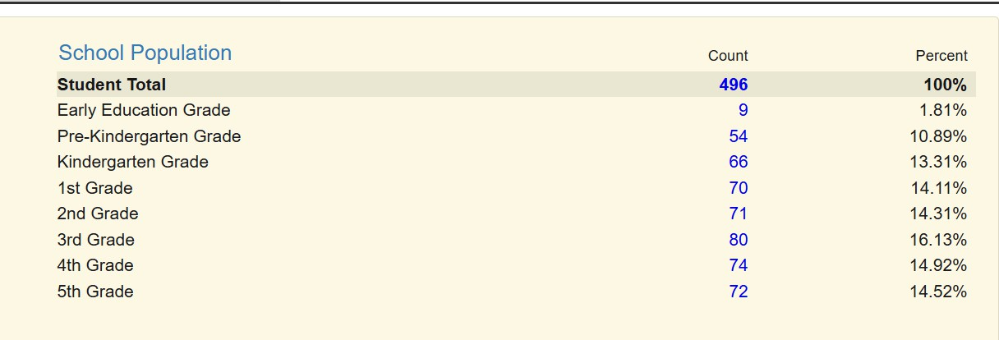 School Population Count Percent
Student Total 496 100%
Early Education Grade 9 1.81%
Pre-Kindergarten Grade 54 10.89%
Kindergarten Grade 66 13.31%
1st Grade 70 14.11%
2nd Grade 71 14.31%
3rd Grade 80 16.13%
4th Grade 74 14.92%
5th Grade 72 14.52%